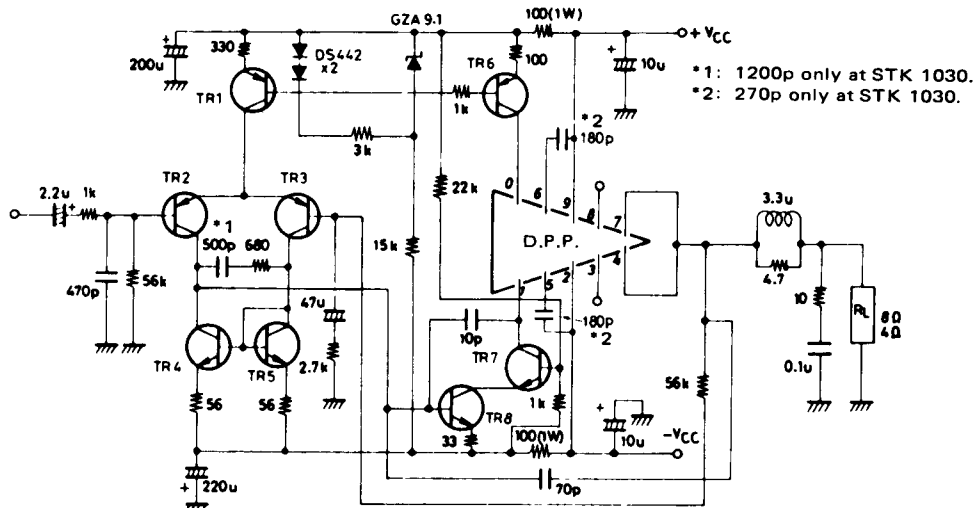 GZA 9.1
100(1W)
+ VCC
330
DS442
x2
TR6
100
10u
+
200u
+
*1: 1200p only at STK 1030.
*2: 270p only at STK 1030.
TR1
1k
3k
*2
180p
22k
0
6
9
8
7
TR2
TR3
2.2u
+
1k
*1
500p
680
15k
D.P.P.
3.3u
4.7
470p
56k
47u
1
5
2
3
4
10p
180p
*2
10
RL
8Ω
4Ω
0.1u
TR4
TR5
2.7k
TR7
56k
56
56
TR8
1k
33
100(1W)
+
10u
-VCC
+
220u
70p